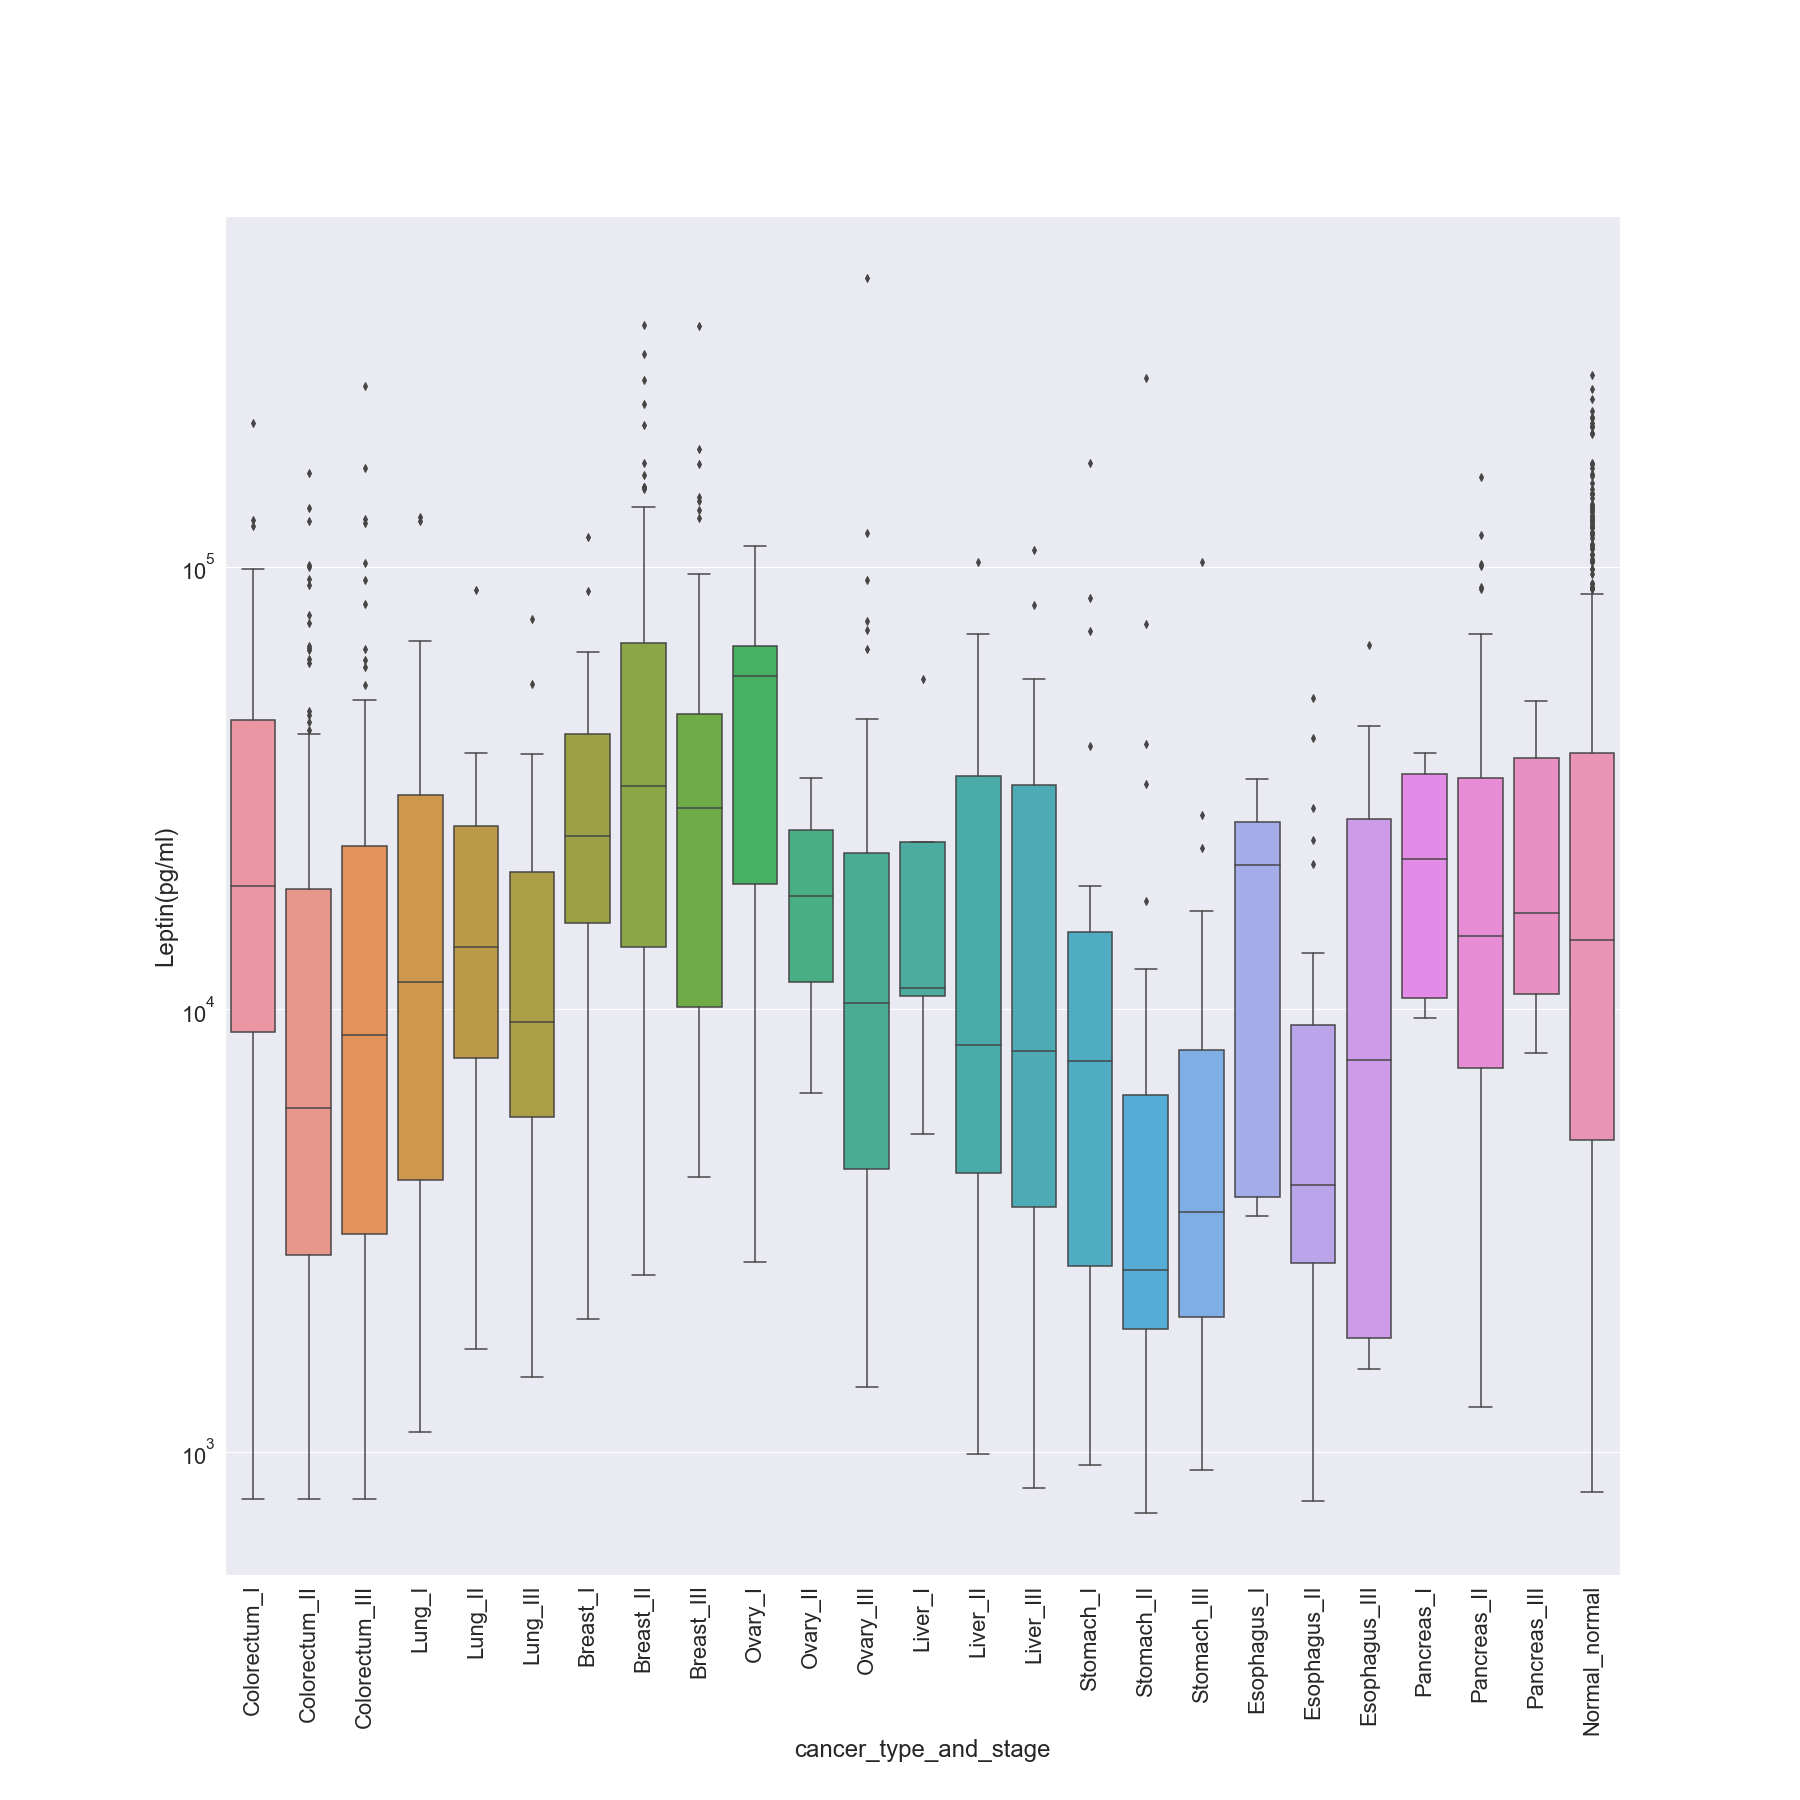 Leptin(pg/ml)
10^5
10^4
10^3
Colorectum_I
Colorectum_II
Colorectum_III
Lung_I
Lung_II
Lung_III
Breast_I
Breast_II
Breast_III
Ovary_I
Ovary_II
Ovary_III
Liver_I
Liver_II
Liver_III
Stomach_I
Stomach_II
Stomach_III
Esophagus_I
Esophagus_II
Esophagus_III
Pancreas_I
Pancreas_II
Pancreas_III
Normal_normal
cancer_type_and_stage